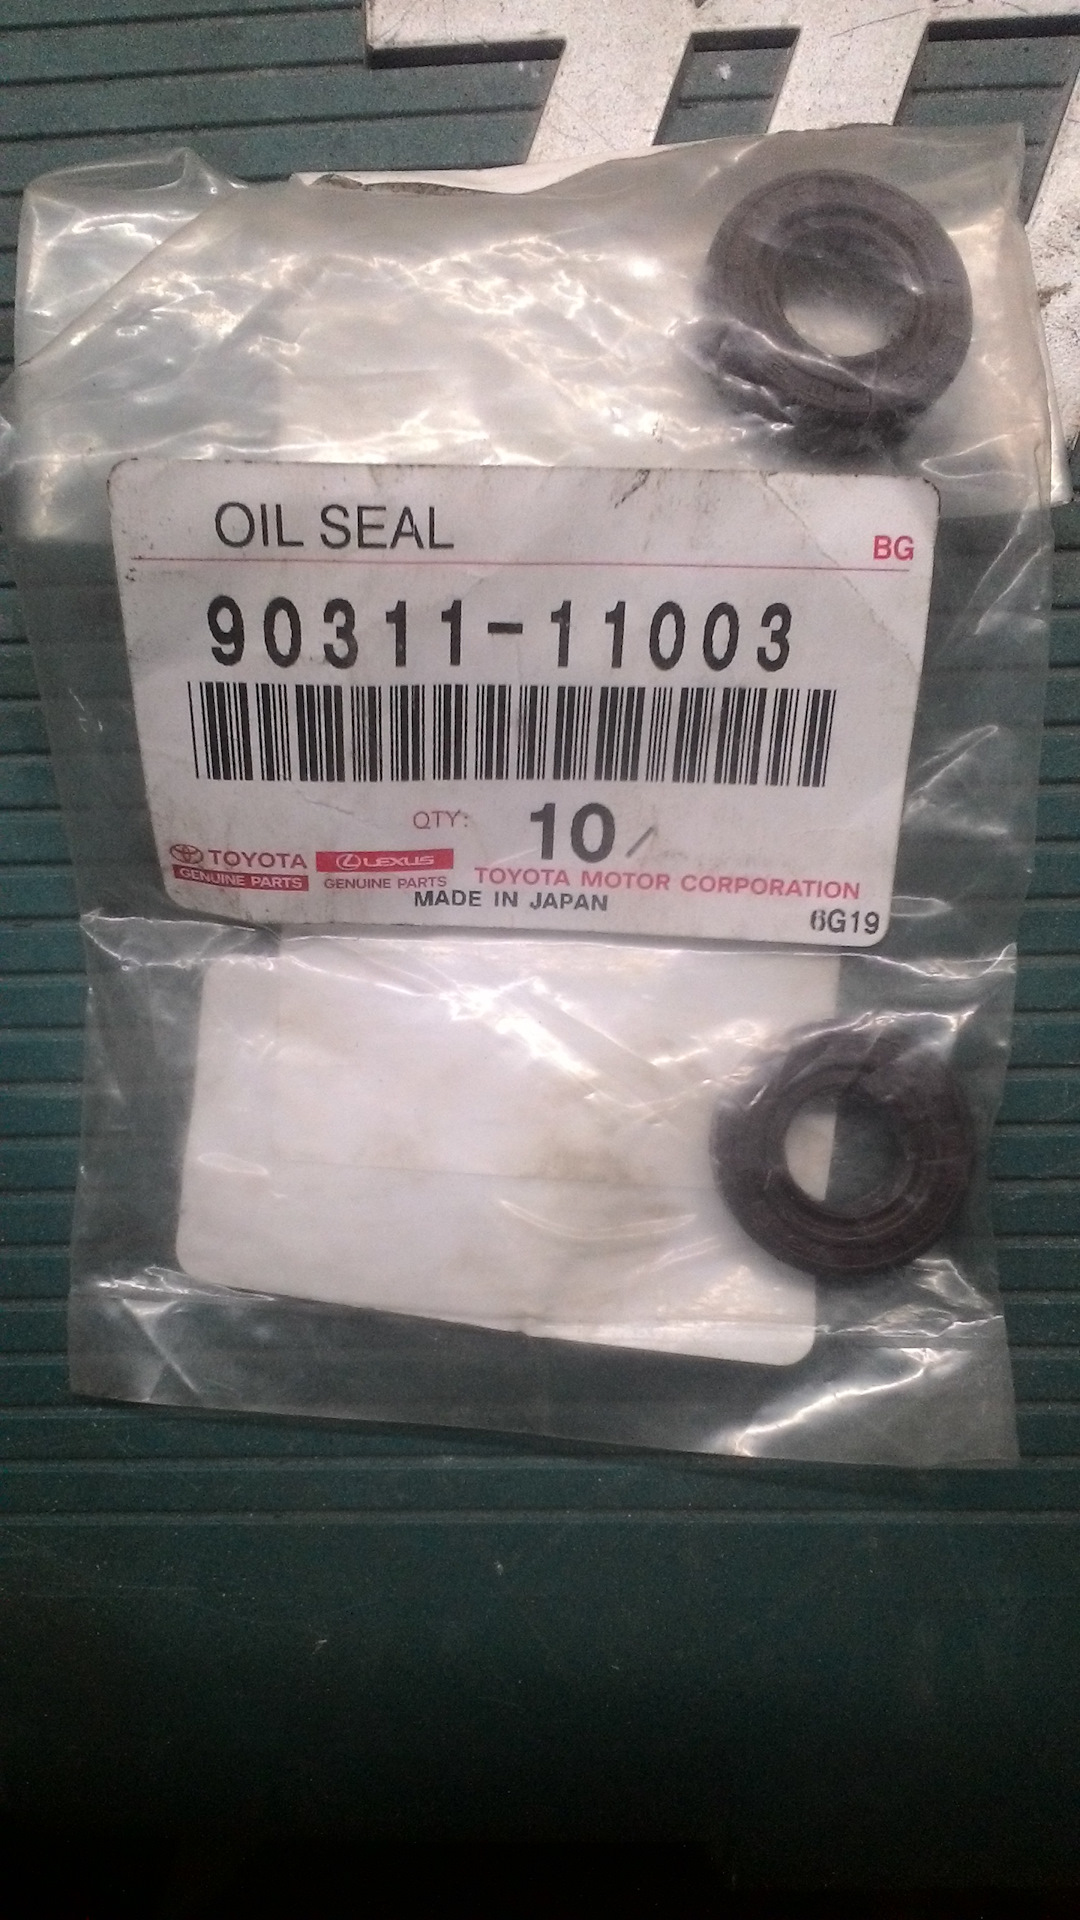 OIL SEAL
BG
90311-11003
QTY: 10
TOYOTA LEXUS
GENUINE PARTS GENUINE PARTS TOYOTA MOTOR CORPORATION
MADE IN JAPAN
6G19